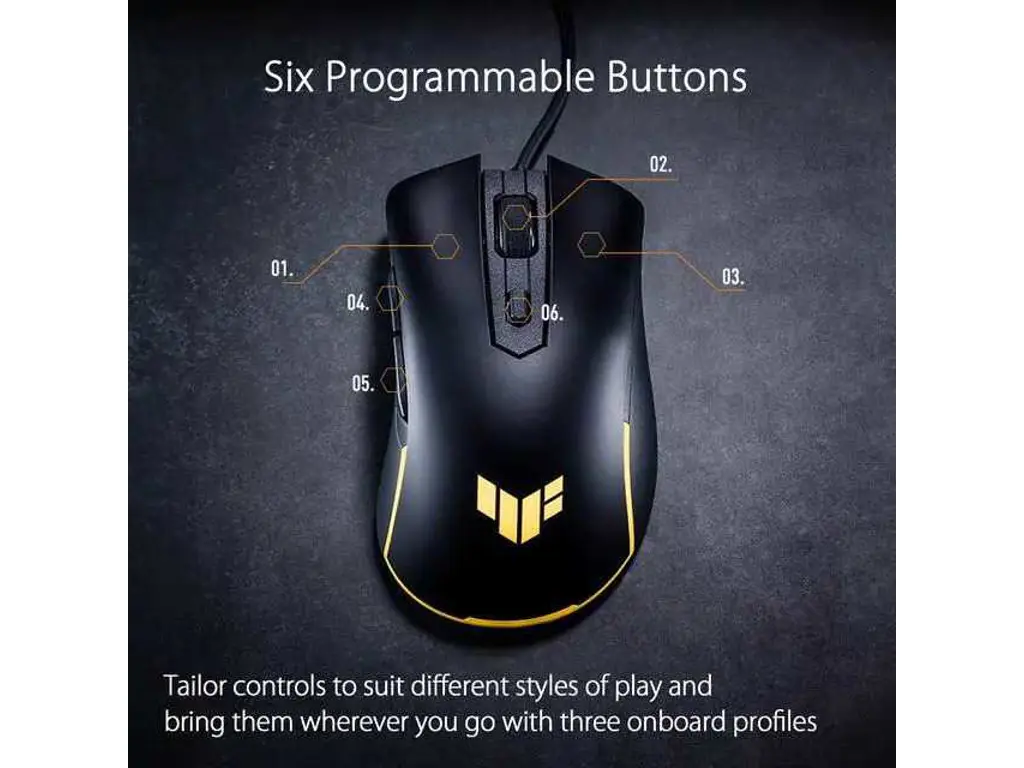 Six Programmable Buttons
02.
01.
03.
04.
06.
05.
Tailor controls to suit different styles of play and
bring them wherever you go with three onboard profiles